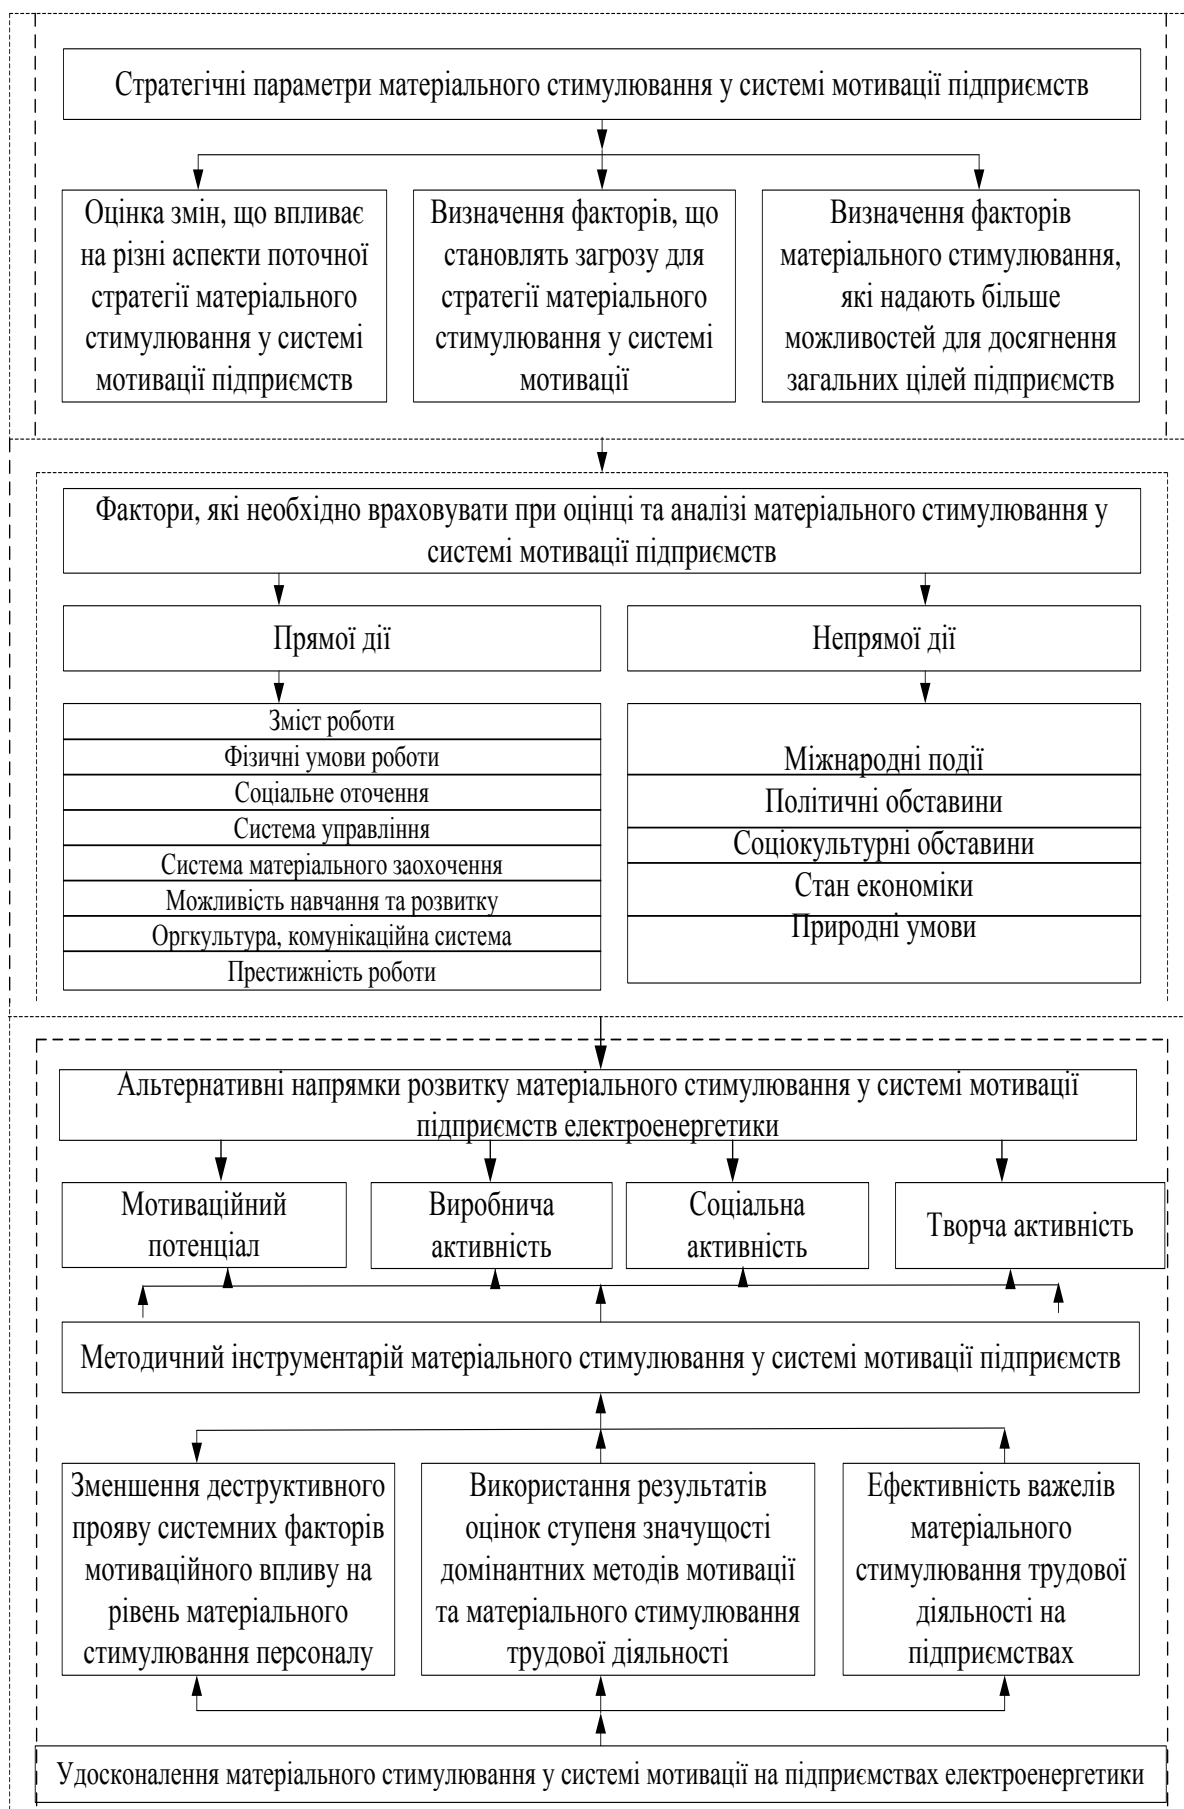 Стратегічні параметри матеріального стимулювання у системі мотивації підприємств
Оцінка змін, що впливає
на різні аспекти поточної
стратегії матеріального
стимулювання у системі
мотивації підприємств
Визначення факторів, що
становлять загрозу для
стратегії матеріального
стимулювання у системі
мотивації
Визначення факторів
матеріального стимулювання,
які надають більше
можливостей для досягнення
загальних цілей підприємств
Фактори, які необхідно враховувати при оцінці та аналізі матеріального стимулювання у
системі мотивації підприємств
Прямої дії
Зміст роботи
Фізичні умови роботи
Соціальне оточення
Система управління
Система матеріального заохочення
Можливість навчання та розвитку
Оргкультура, комунікаційна система
Престижність роботи
Непрямої дії
Міжнародні події
Політичні обставини
Соціокультурні обставини
Стан економіки
Природні умови
Альтернативні напрямки розвитку матеріального стимулювання у системі мотивації
підприємств електроенергетики
Мотиваційний
потенціал
Виробнича
активність
Соціальна
активність
Творча активність
Методичний інструментарій матеріального стимулювання у системі мотивації підприємств
Зменшення деструктивного
прояву системних факторів
мотиваційного впливу на
рівень матеріального
стимулювання персоналу
Використання результатів
оцінок ступеня значущості
домінантних методів мотивації
та матеріального стимулювання
трудової діяльності
Ефективність важелів
матеріального
стимулювання трудової
діяльності на
підприємствах
Удосконалення матеріального стимулювання у системі мотивації на підприємствах електроенергетики